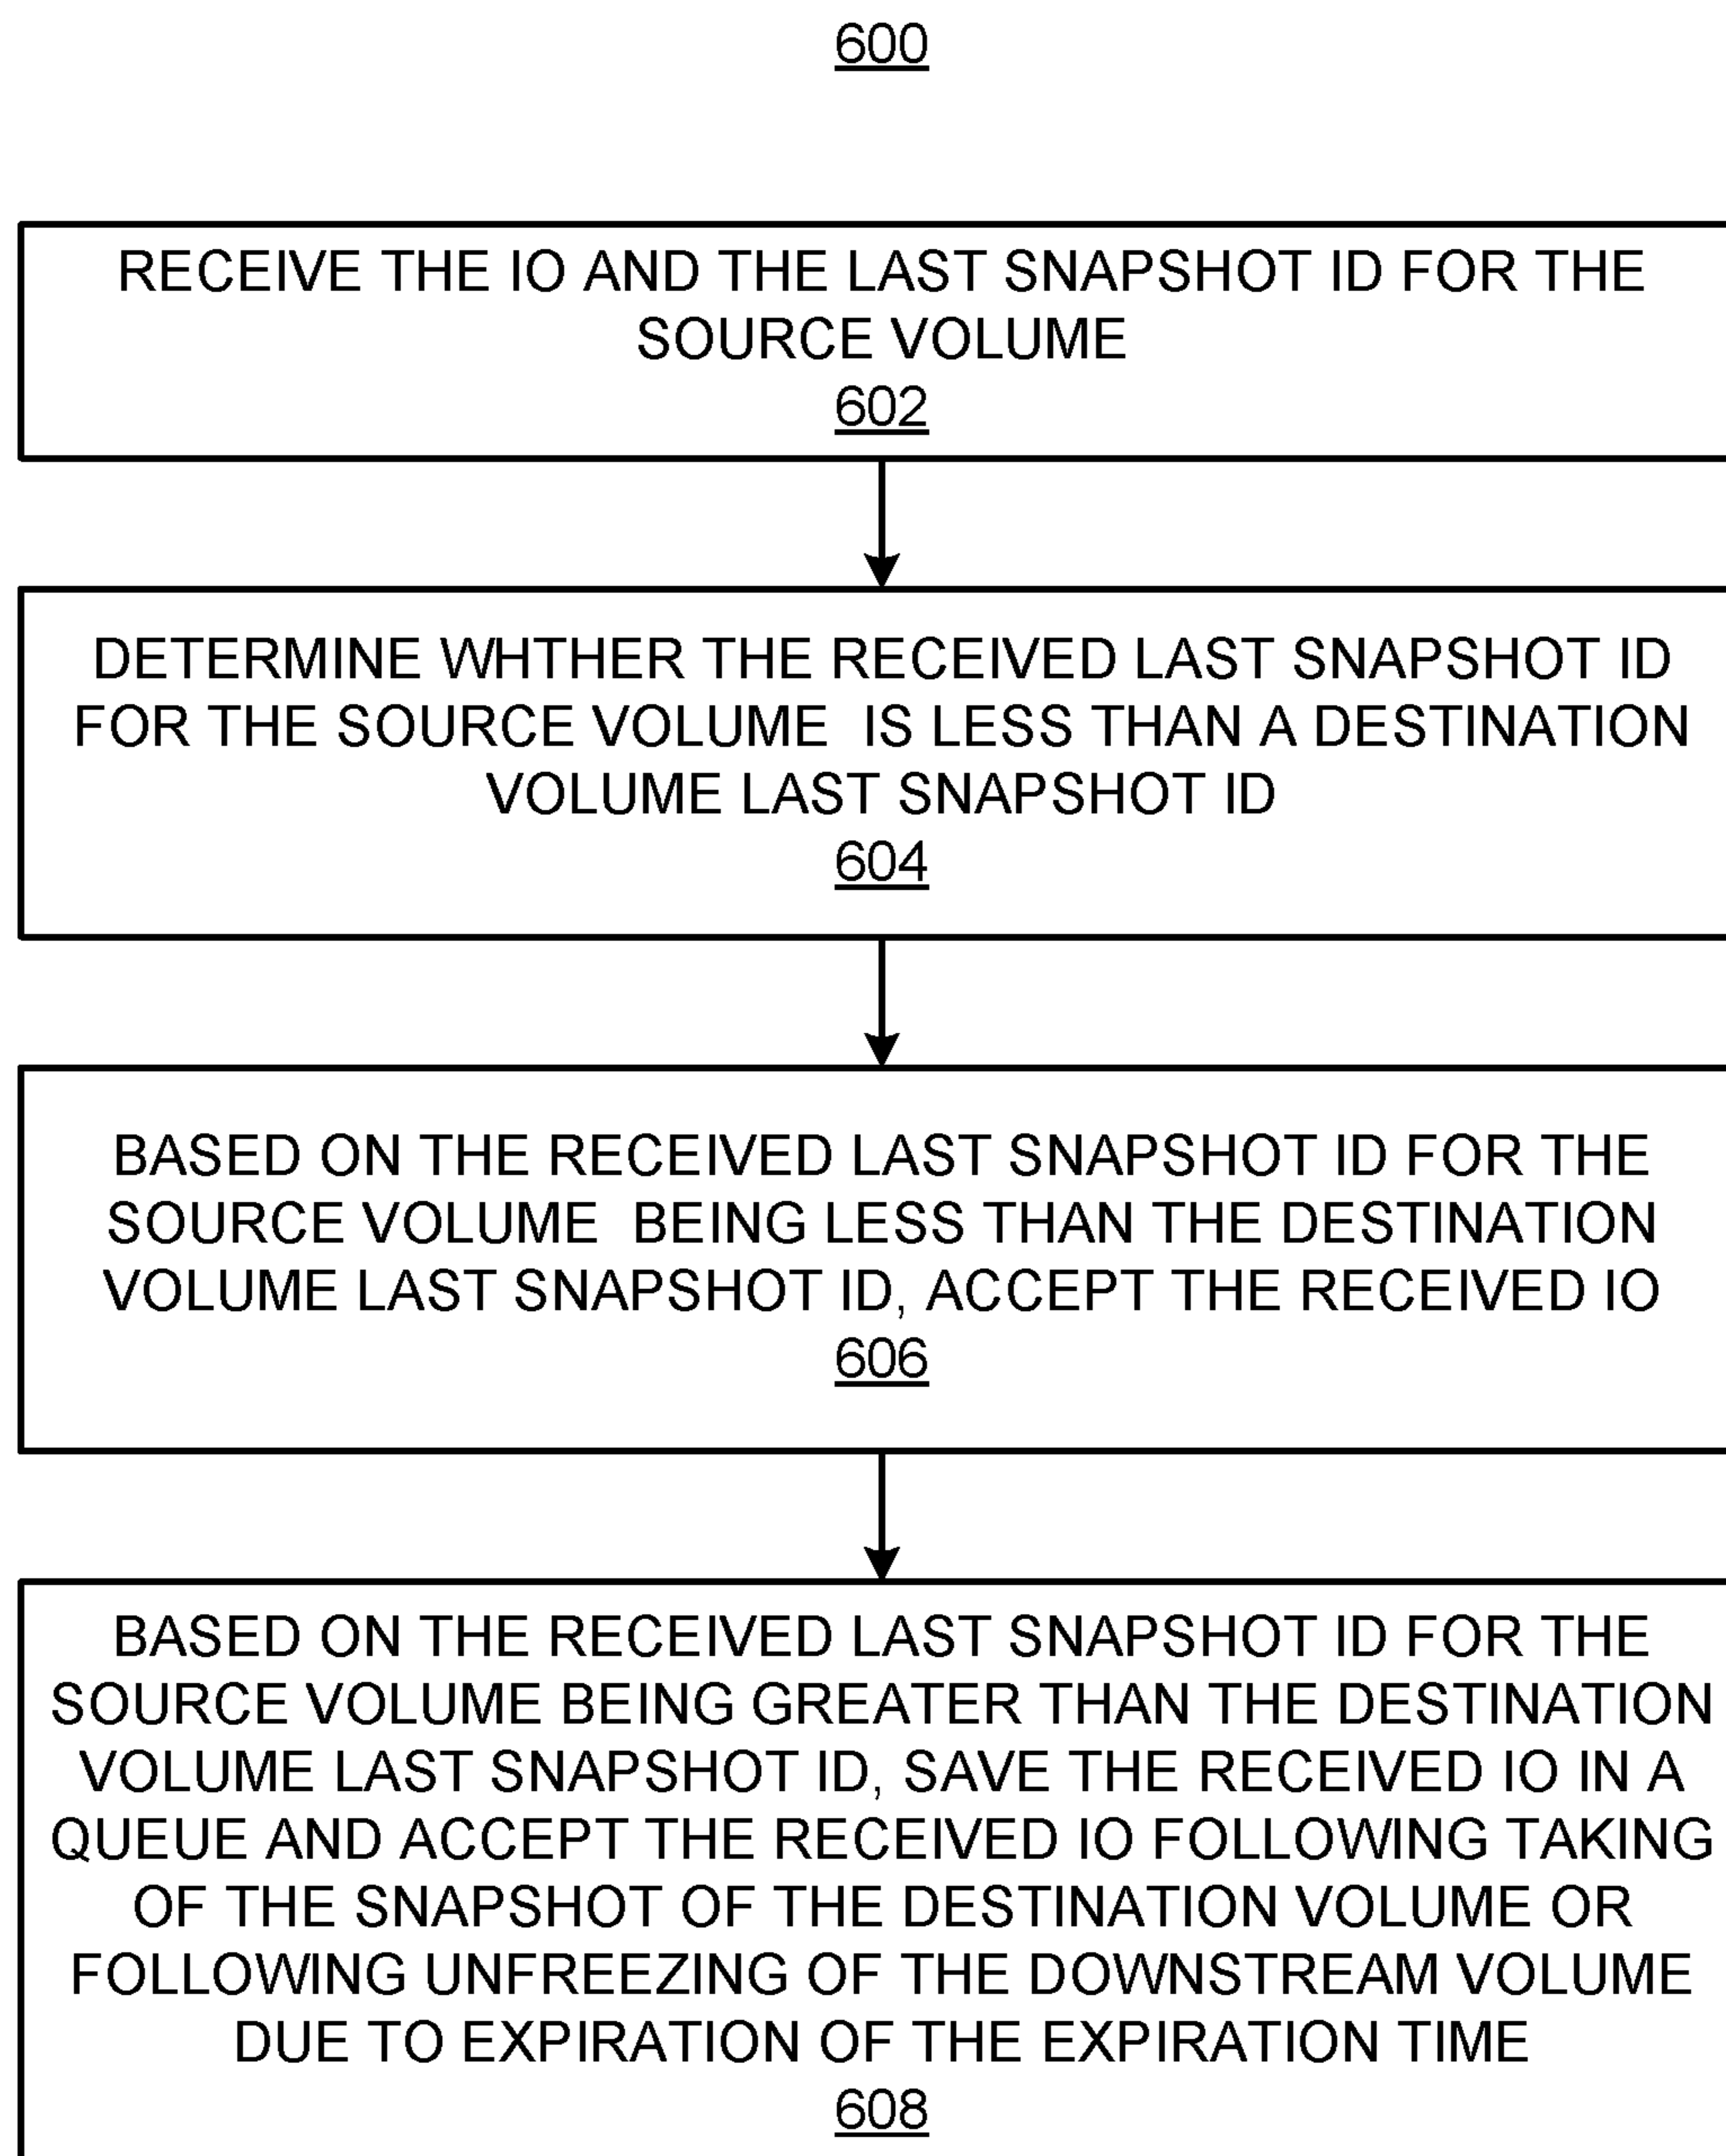 600
RECEIVE THE IO AND THE LAST SNAPSHOT ID FOR THE
SOURCE VOLUME
602
DETERMINE WHTHER THE RECEIVED LAST SNAPSHOT ID
FOR THE SOURCE VOLUME IS LESS THAN A DESTINATION
VOLUME LAST SNAPSHOT ID
604
BASED ON THE RECEIVED LAST SNAPSHOT ID FOR THE
SOURCE VOLUME BEING LESS THAN THE DESTINATION
VOLUME LAST SNAPSHOT ID, ACCEPT THE RECEIVED IO
606
BASED ON THE RECEIVED LAST SNAPSHOT ID FOR THE
SOURCE VOLUME BEING GREATER THAN THE DESTINATION
VOLUME LAST SNAPSHOT ID, SAVE THE RECEIVED IO IN A
QUEUE AND ACCEPT THE RECEIVED IO FOLLOWING TAKING
OF THE SNAPSHOT OF THE DESTINATION VOLUME OR
FOLLOWING UNFREEZING OF THE DOWNSTREAM VOLUME
DUE TO EXPIRATION OF THE EXPIRATION TIME
608